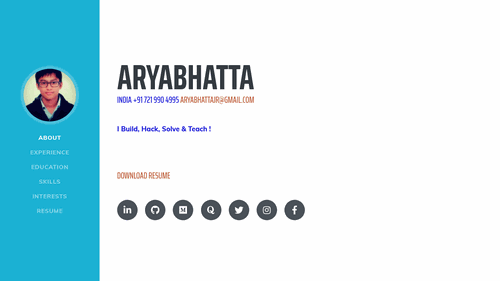 ARYABHATTA
INDIA +91 721 990 4995 ARYABHATTAIR@GMAIL.COM
I Build, Hack, Solve & Teach !
DOWNLOAD RESUME
ABOUT
EXPERIENCE
EDUCATION
SKILLS
INTERESTS
RESUME